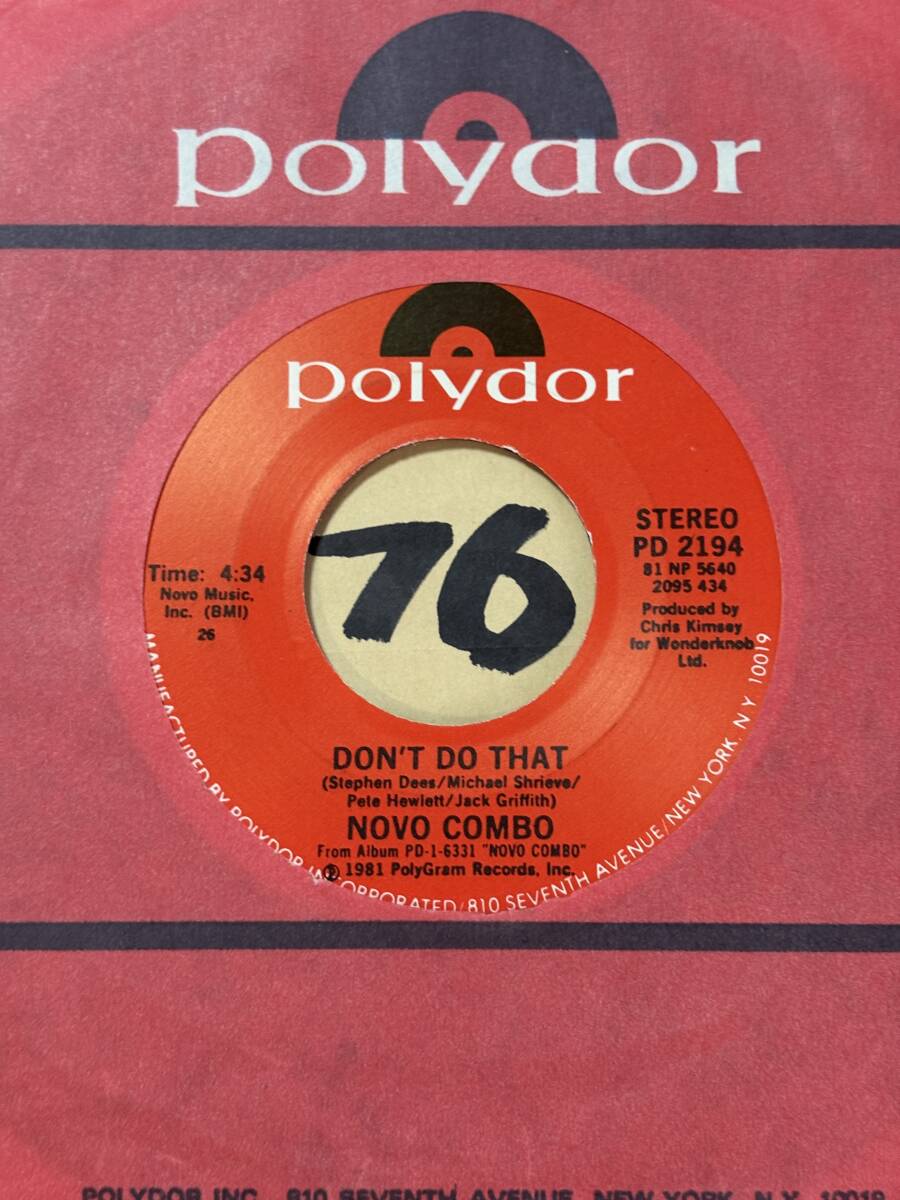 polydor
polydor
STEREO
PD 2194
81 NP 5640
2095 434
Produced by
Chris Kimsey
for Wonderknob
Ltd.
Time: 4:34
Novo Music,
Inc. (BMI)
26
76
DON'T DO THAT
(Stephen Dees/Michael Shrieve/
Pete Hewlett/Jack Griffith)
NOVO COMBO
From Album PD-1-6331 "NOVO COMBO"
℗ 1981 PolyGram Records, Inc.
MANUFACTURED BY POLYDOR INCORPORATED/810 SEVENTH AVENUE/NEW YORK, N.Y. 10019
POLYDOR INC. 810 SEVENTH AVENUE, NEW YORK, N.Y. 10019